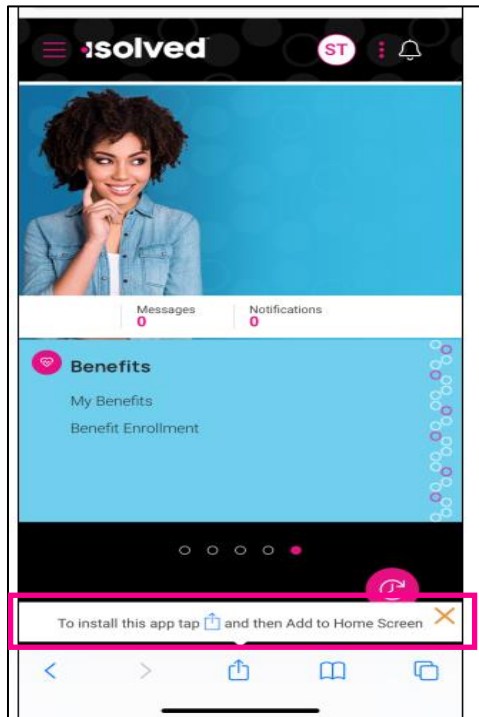 isolved
ST
Messages Notifications
0 0
Benefits
My Benefits
Benefit Enrollment
To install this app tap and then Add to Home Screen